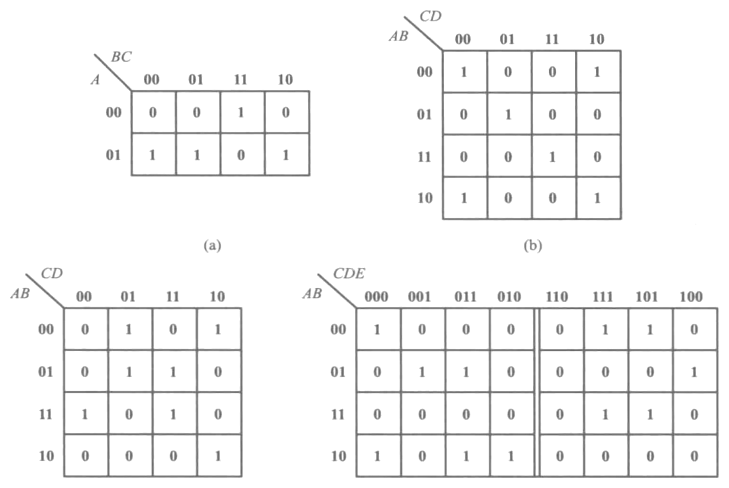 BC
A 00 01 11 10
00 0 0 1 0
01 1 1 0 1
(a)
CD
AB 00 01 11 10
00 1 0 0 1
01 0 1 0 0
11 0 0 1 0
10 1 0 0 1
(b)
CD
AB 00 01 11 10
00 0 1 0 1
01 0 1 1 0
11 1 0 1 0
10 0 0 0 1
CDE
AB 000 001 011 010 110 111 101 100
00 1 0 0 0 0 1 1 0
01 0 1 1 0 0 0 0 1
11 0 0 0 0 0 1 1 0
10 1 0 1 1 0 0 0 0